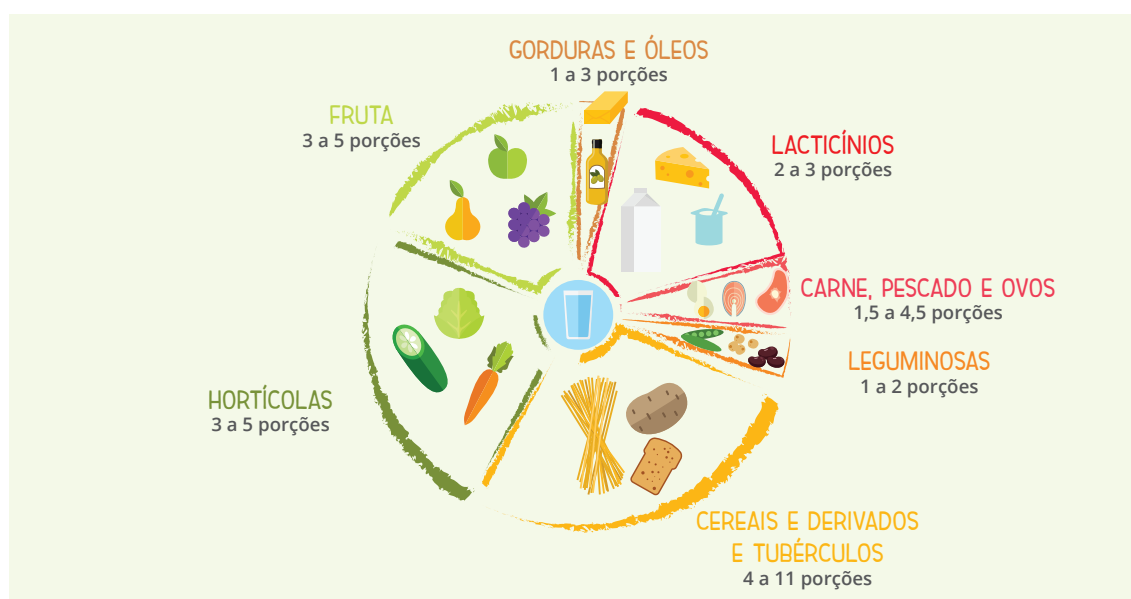 GORDURAS E ÓLEOS
1 a 3 porções
FRUTA
3 a 5 porções
LACTICÍNIOS
2 a 3 porções
CARNE, PESCADO E OVOS
1,5 a 4,5 porções
LEGUMINOSAS
1 a 2 porções
HORTÍCOLAS
3 a 5 porções
CEREAIS E DERIVADOS
E TUBÉRCULOS
4 a 11 porções